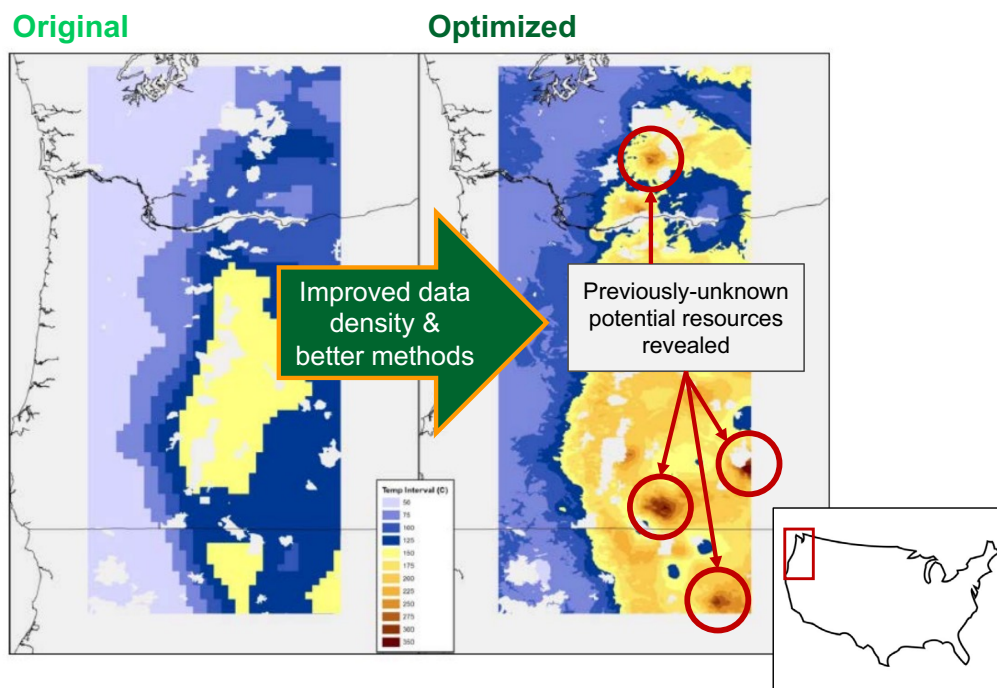 Original
Optimized
Improved data
density &
better methods
Previously-unknown
potential resources
revealed
Temp Interval (C)
50
75
100
125
150
175
200
225
250
275
300
350